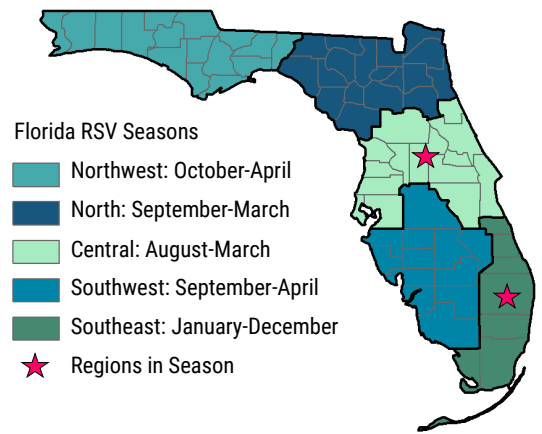 Florida RSV Seasons
Northwest: October-April
North: September-March
Central: August-March
Southwest: September-April
Southeast: January-December
Regions in Season